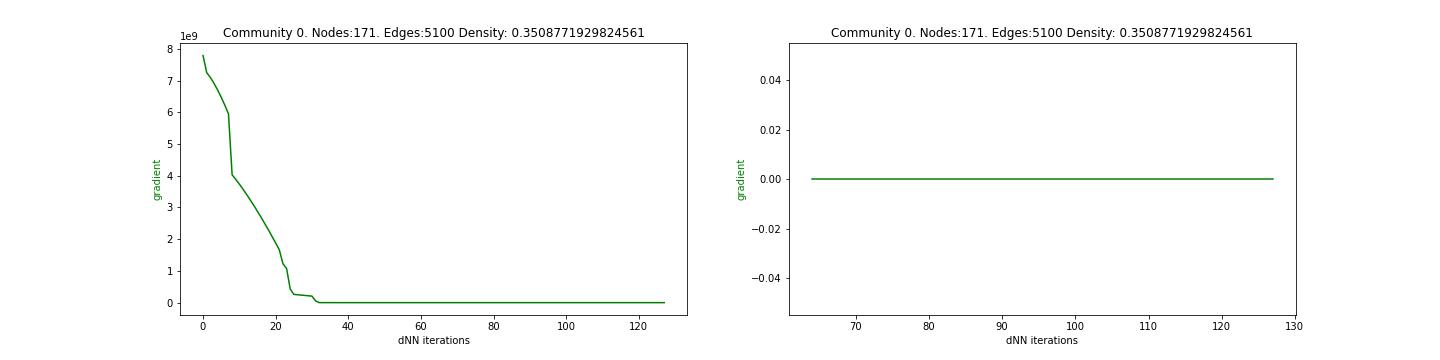 Community 0. Nodes:171. Edges:5100 Density: 0.3508771929824561
1e9
8
7
6
5
4
3
2
1
0
gradient
0 20 40 60 80 100 120
dNN iterations
Community 0. Nodes:171. Edges:5100 Density: 0.3508771929824561
0.04
0.02
0.00
−0.02
−0.04
gradient
70 80 90 100 110 120 130
dNN iterations